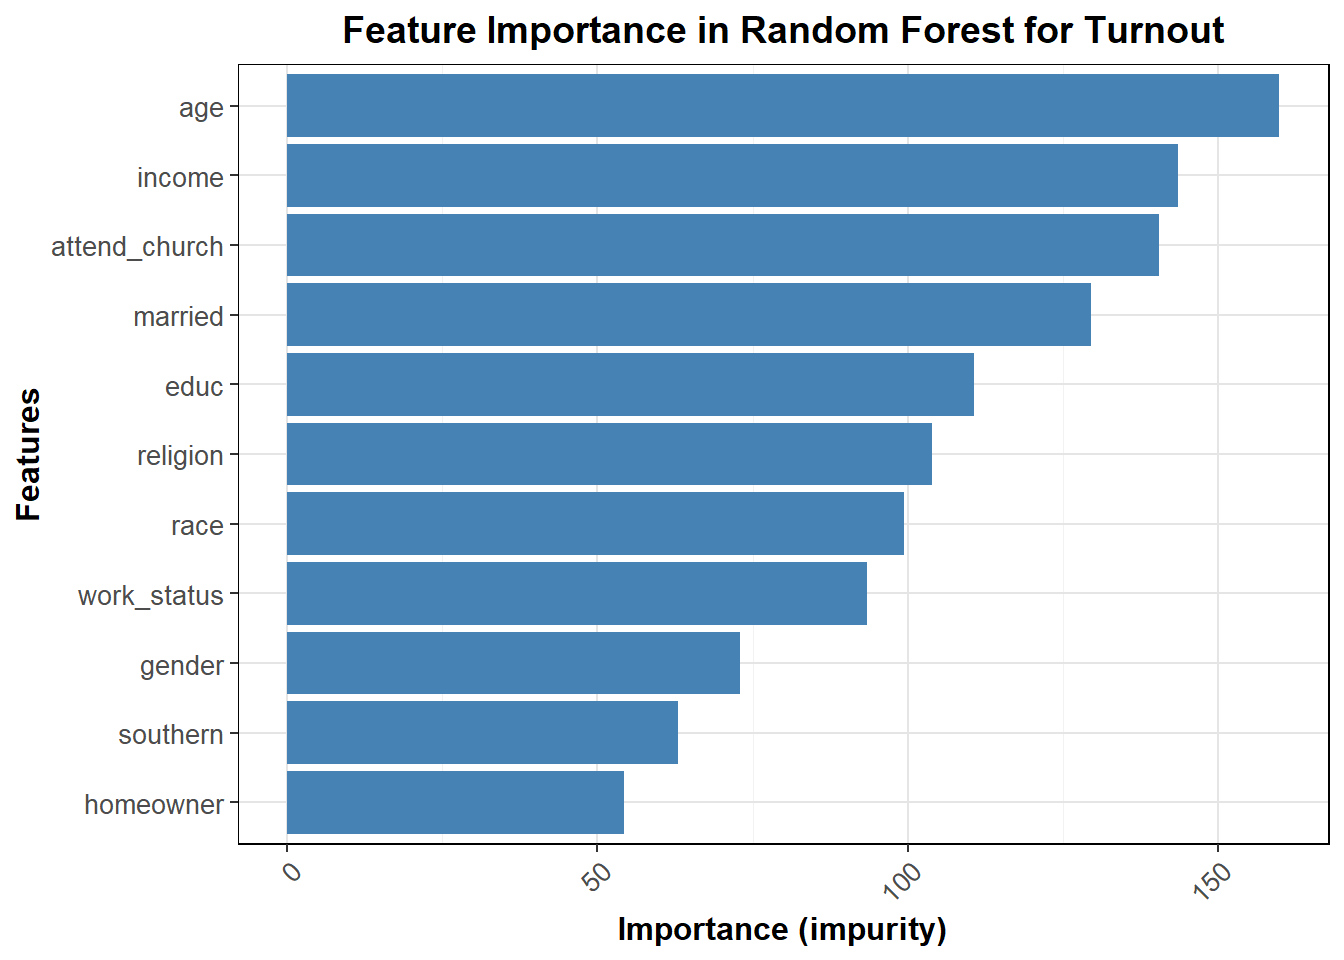 Feature Importance in Random Forest for Turnout
Features
age
income
attend_church
married
educ
religion
race
work_status
gender
southern
homeowner
0
50
100
150
Importance (impurity)